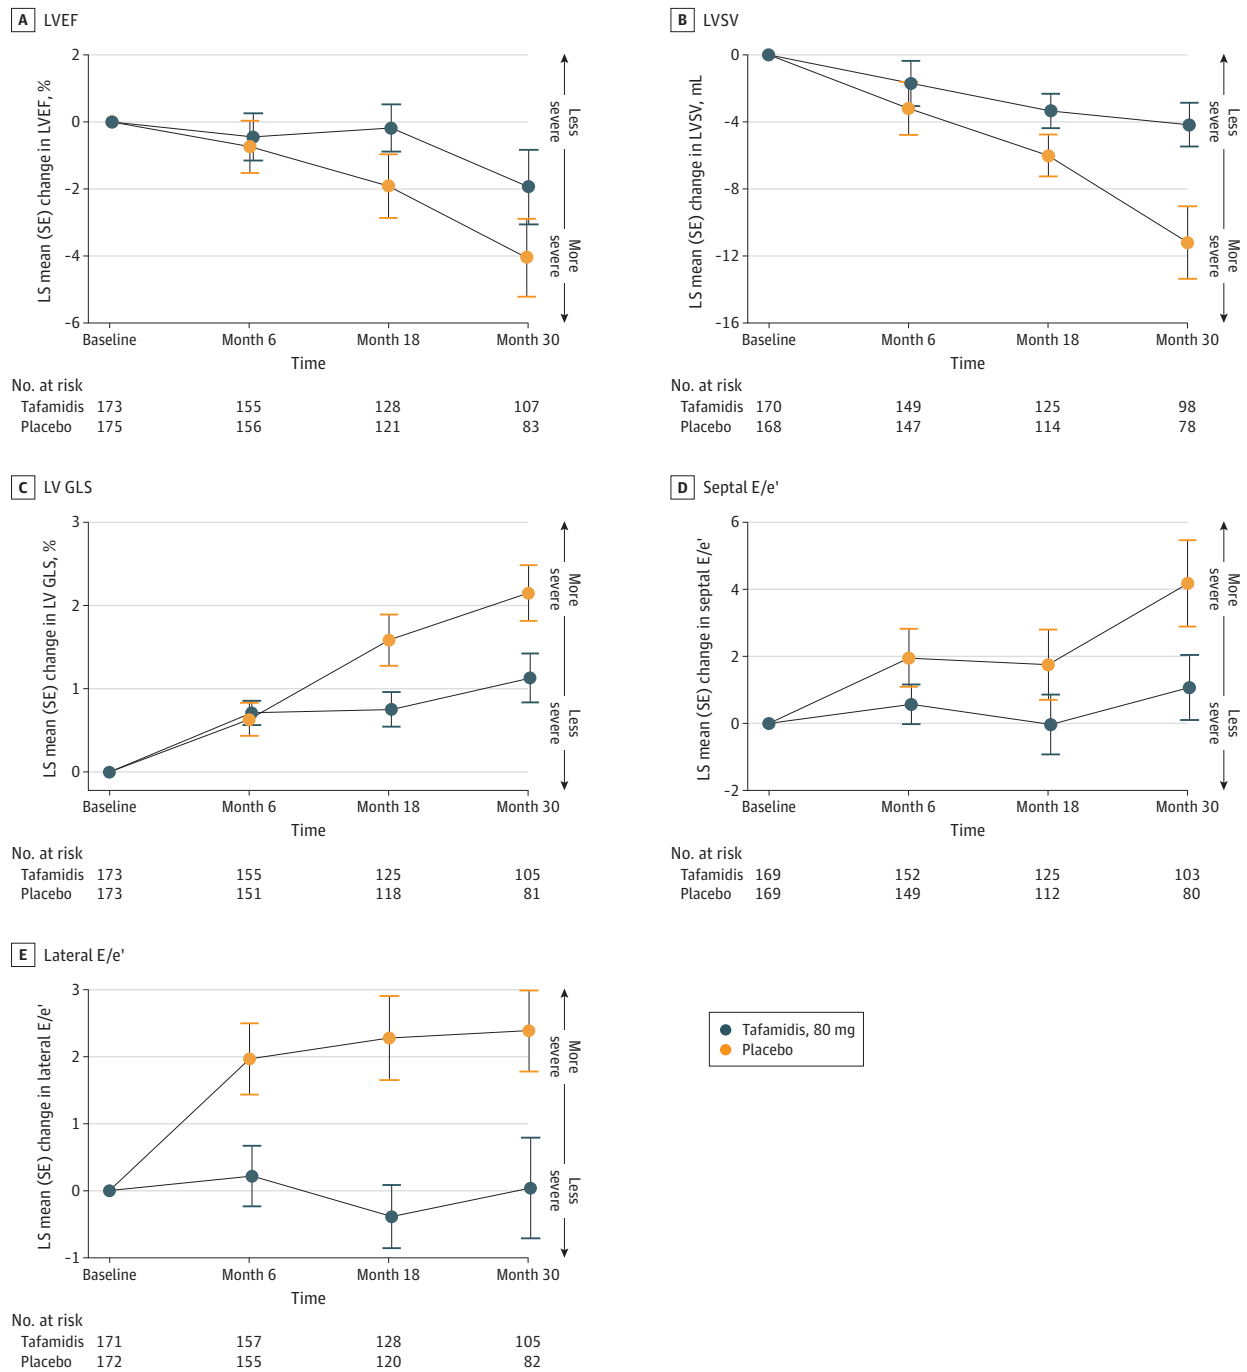 A LVEF
LS mean (SE) change in LVEF, %
2
0
-2
-4
-6
Less severe
More severe
Baseline Month 6 Month 18 Month 30
Time
No. at risk
Tafamidis 173 155 128 107
Placebo 175 156 121 83
B LVSV
LS mean (SE) change in LVSV, mL
0
-4
-8
-12
-16
Less severe
More severe
Baseline Month 6 Month 18 Month 30
Time
No. at risk
Tafamidis 170 149 125 98
Placebo 168 147 114 78
C LV GLS
LS mean (SE) change in LV GLS, %
3
2
1
0
More severe
Less severe
Baseline Month 6 Month 18 Month 30
Time
No. at risk
Tafamidis 173 155 125 105
Placebo 173 151 118 81
D Septal E/e'
LS mean (SE) change in septal E/e'
6
4
2
0
-2
More severe
Less severe
Baseline Month 6 Month 18 Month 30
Time
No. at risk
Tafamidis 169 152 125 103
Placebo 169 149 112 80
E Lateral E/e'
LS mean (SE) change in lateral E/e'
3
2
1
0
-1
More severe
Less severe
Baseline Month 6 Month 18 Month 30
Time
No. at risk
Tafamidis 171 157 128 105
Placebo 172 155 120 82
Tafamidis, 80 mg
Placebo